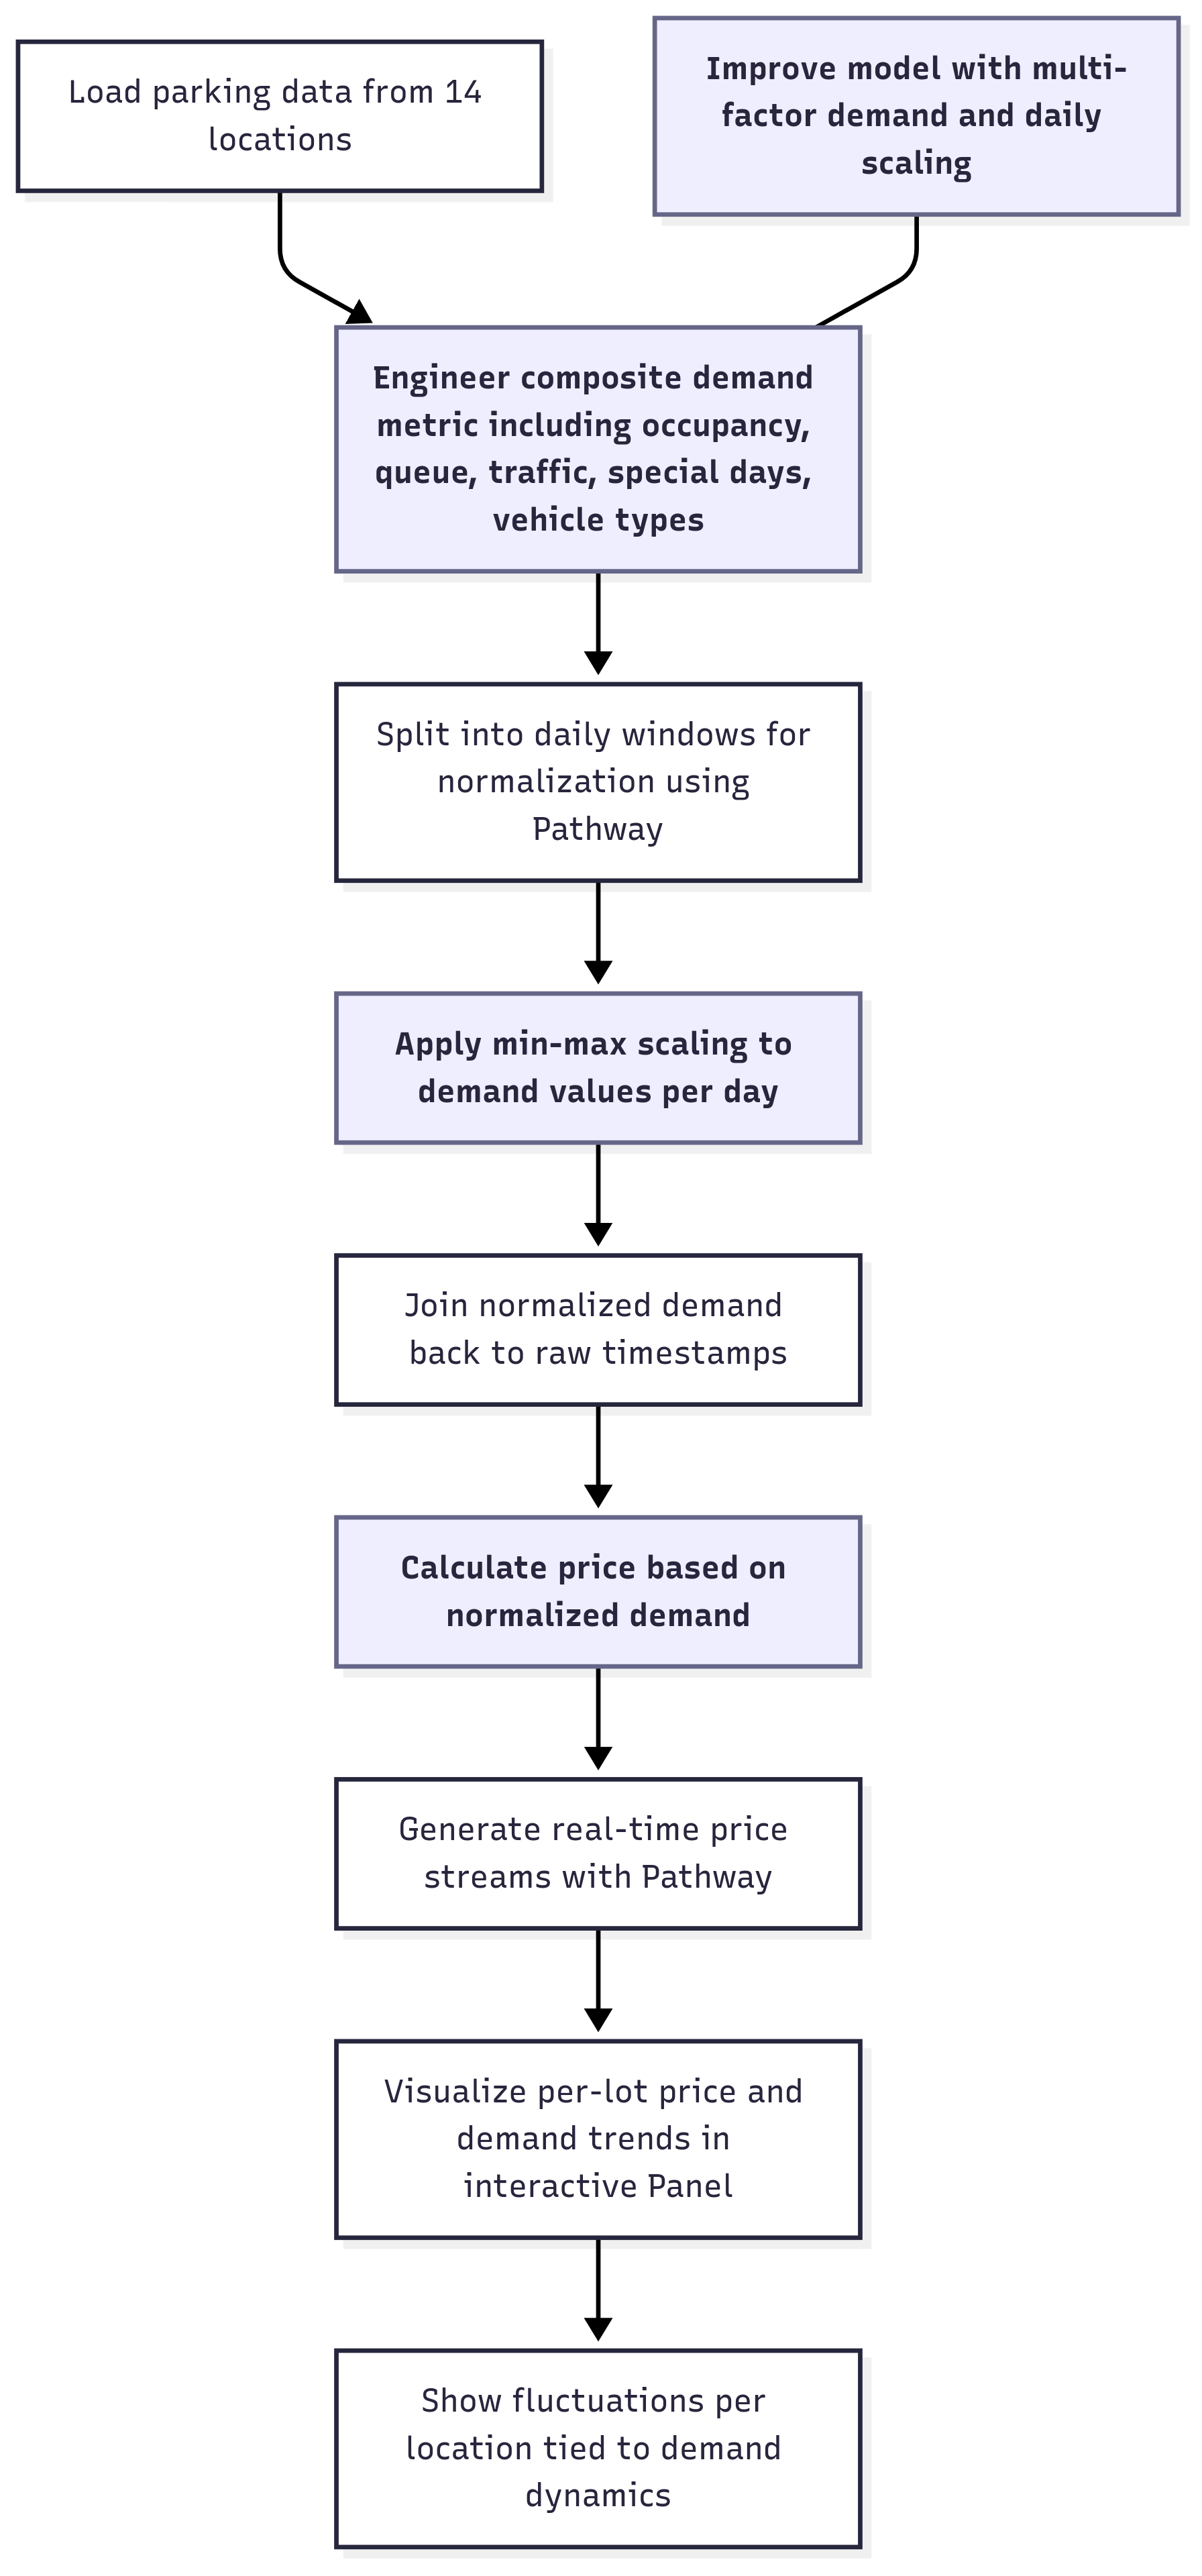 Load parking data from 14
locations
Improve model with multi-
factor demand and daily
scaling
Engineer composite demand
metric including occupancy,
queue, traffic, special days,
vehicle types
Split into daily windows for
normalization using
Pathway
Apply min-max scaling to
demand values per day
Join normalized demand
back to raw timestamps
Calculate price based on
normalized demand
Generate real-time price
streams with Pathway
Visualize per-lot price and
demand trends in
interactive Panel
Show fluctuations per
location tied to demand
dynamics